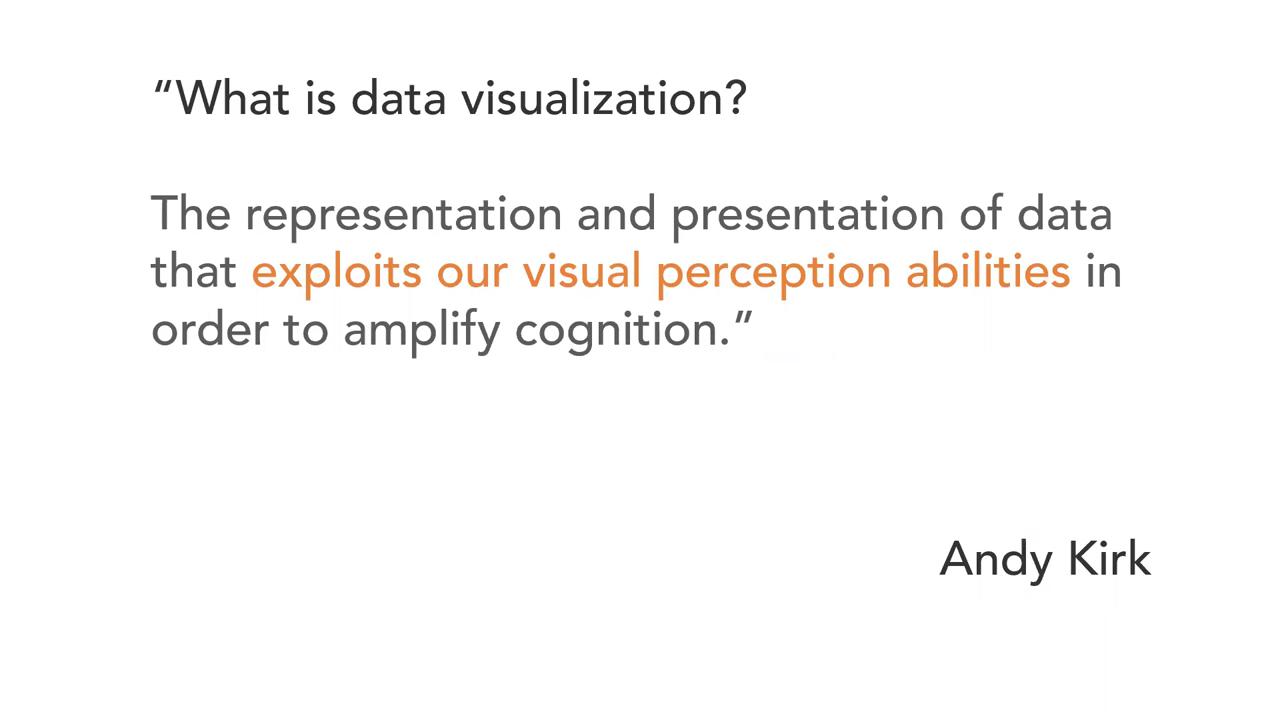 “What is data visualization?
The representation and presentation of data
that exploits our visual perception abilities in
order to amplify cognition.”
Andy Kirk